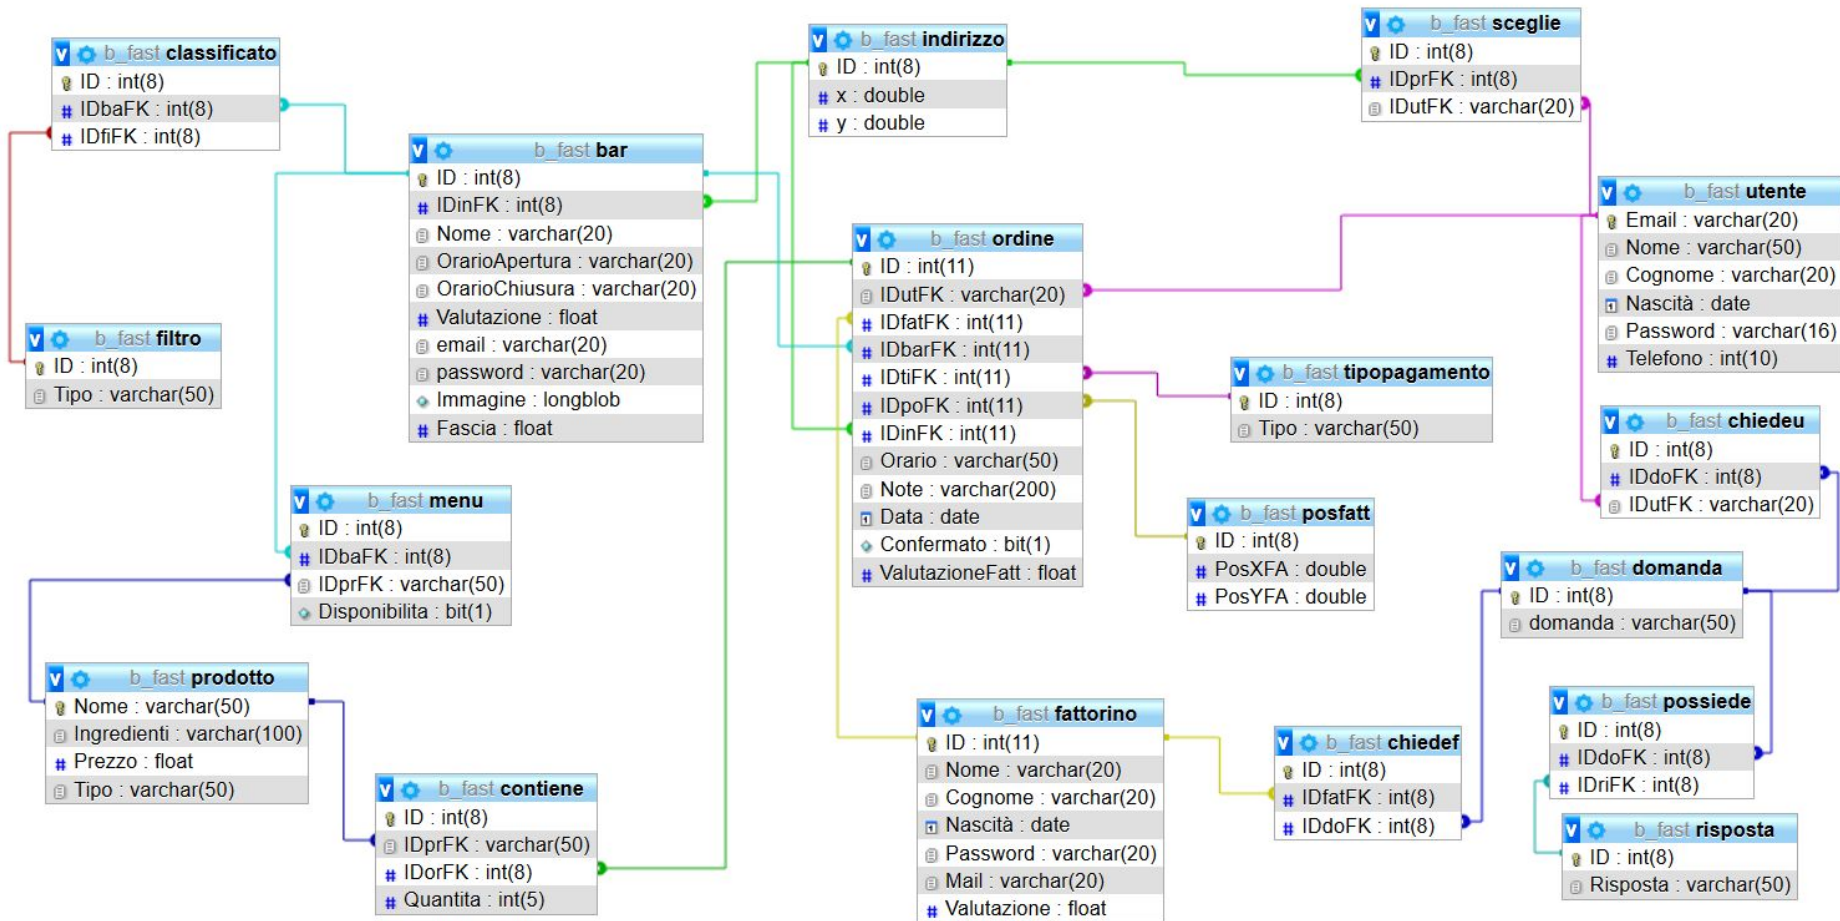 b_fast classificato
ID : int(8)
IDbaFK : int(8)
IDfiFK : int(8)
b_fast filtro
ID : int(8)
Tipo : varchar(50)
b_fast bar
ID : int(8)
IDinFK : int(8)
Nome : varchar(20)
OrarioApertura : varchar(20)
OrarioChiusura : varchar(20)
Valutazione : float
email : varchar(20)
password : varchar(20)
Immagine : longblob
Fascia : float
b_fast menu
ID : int(8)
IDbaFK : int(8)
IDprFK : varchar(50)
Disponibilita : bit(1)
b_fast prodotto
Nome : varchar(50)
Ingredienti : varchar(100)
Prezzo : float
Tipo : varchar(50)
b_fast contiene
ID : int(8)
IDprFK : varchar(50)
IDorFK : int(8)
Quantita : int(5)
b_fast indirizzo
ID : int(8)
x : double
y : double
b_fast ordine
ID : int(11)
IDutFK : varchar(20)
IDfatFK : int(11)
IDbarFK : int(11)
IDtiFK : int(11)
IDpoFK : int(11)
IDinFK : int(11)
Orario : varchar(50)
Note : varchar(200)
Data : date
Confermato : bit(1)
ValutazioneFatt : float
b_fast fattorino
ID : int(11)
Nome : varchar(20)
Cognome : varchar(20)
Nascità : date
Password : varchar(20)
Mail : varchar(20)
Valutazione : float
b_fast sceglie
ID : int(8)
IDprFK : int(8)
IDutFK : varchar(20)
b_fast utente
Email : varchar(20)
Nome : varchar(50)
Cognome : varchar(20)
Nascità : date
Password : varchar(16)
Telefono : int(10)
b_fast tipopagamento
ID : int(8)
Tipo : varchar(50)
b_fast chiedeu
ID : int(8)
IDdoFK : int(8)
IDutFK : varchar(20)
b_fast posfatt
ID : int(8)
PosXFA : double
PosYFA : double
b_fast domanda
ID : int(8)
domanda : varchar(50)
b_fast chiedef
ID : int(8)
IDfatFK : int(8)
IDdoFK : int(8)
b_fast possiede
ID : int(8)
IDdoFK : int(8)
IDriFK : int(8)
b_fast risposta
ID : int(8)
Risposta : varchar(50)